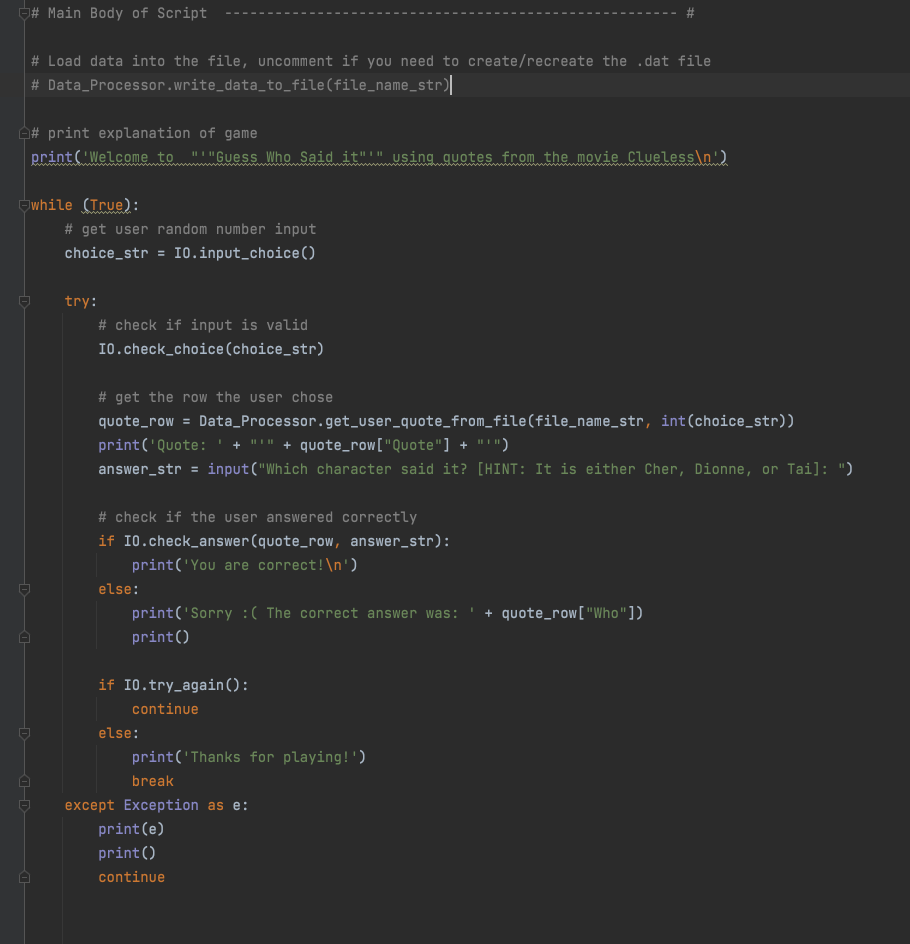 # Main Body of Script  ------------------------------------------------------ #
# Load data into the file, uncomment if you need to create/recreate the .dat file
# Data_Processor.write_data_to_file(file_name_str)
# print explanation of game
print('Welcome to  "'"Guess Who Said it"'" using quotes from the movie Clueless\n')
while (True):
    # get user random number input
    choice_str = IO.input_choice()
    try:
        # check if input is valid
        IO.check_choice(choice_str)
        # get the row the user chose
        quote_row = Data_Processor.get_user_quote_from_file(file_name_str, int(choice_str))
        print('Quote: ' + "'" + quote_row["Quote"] + "'")
        answer_str = input("Which character said it? [HINT: It is either Cher, Dionne, or Tai]: ")
        # check if the user answered correctly
        if IO.check_answer(quote_row, answer_str):
            print('You are correct!\n')
        else:
            print('Sorry :( The correct answer was: ' + quote_row["Who"])
            print()
        if IO.try_again():
            continue
        else:
            print('Thanks for playing!')
            break
    except Exception as e:
        print(e)
        print()
        continue